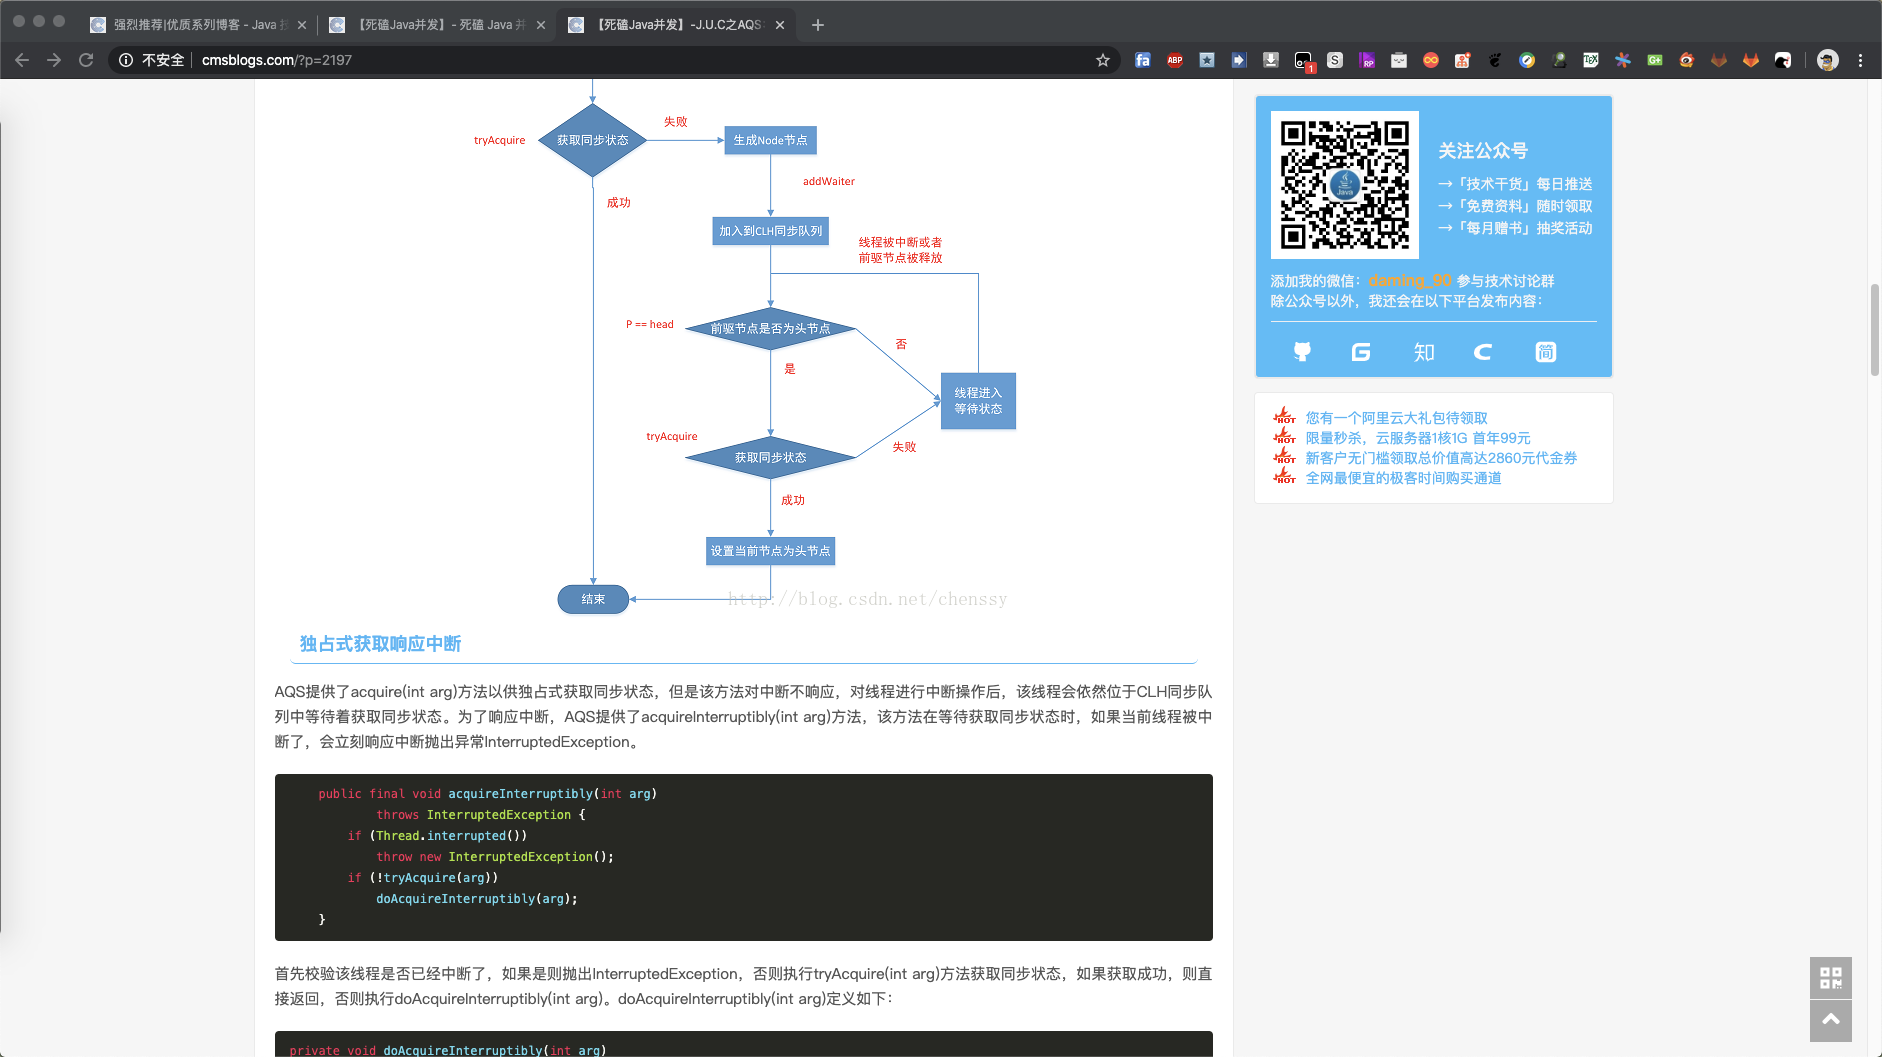 强烈推荐|优质系列博客 - Java 技
【死磕Java并发】- 死磕 Java 并
【死磕Java并发】-J.U.C之AQS:
不安全 | cmsblogs.com/?p=2197
tryAcquire
获取同步状态
失败
生成Node节点
addWaiter
成功
加入到CLH同步队列
线程被中断或者
前驱节点被释放
P == head
前驱节点是否为头节点
否
是
线程进入
等待状态
tryAcquire
获取同步状态
失败
成功
设置当前节点为头节点
结束
http://blog.csdn.net/chenssy
独占式获取响应中断
AQS提供了acquire(int arg)方法以供独占式获取同步状态，但是该方法对中断不响应，对线程进行中断操作后，该线程会依然位于CLH同步队
列中等待着获取同步状态。为了响应中断，AQS提供了acquireInterruptibly(int arg)方法，该方法在等待获取同步状态时，如果当前线程被中
断了，会立刻响应中断抛出异常InterruptedException。
public final void acquireInterruptibly(int arg)
throws InterruptedException {
if (Thread.interrupted())
throw new InterruptedException();
if (!tryAcquire(arg))
doAcquireInterruptibly(arg);
}
首先校验该线程是否已经中断了，如果是则抛出InterruptedException，否则执行tryAcquire(int arg)方法获取同步状态，如果获取成功，则直
接返回，否则执行doAcquireInterruptibly(int arg)。doAcquireInterruptibly(int arg)定义如下：
private void doAcquireInterruptibly(int arg)
关注公众号
→「技术干货」每日推送
→「免费资料」随时领取
→「每月赠书」抽奖活动
添加我的微信：daming_90 参与技术讨论群
除公众号以外，我还会在以下平台发布内容：
知
简
HOT 您有一个阿里云大礼包待领取
HOT 限量秒杀，云服务器1核1G 首年99元
HOT 新客户无门槛领取总价值高达2860元代金券
HOT 全网最便宜的极客时间购买通道